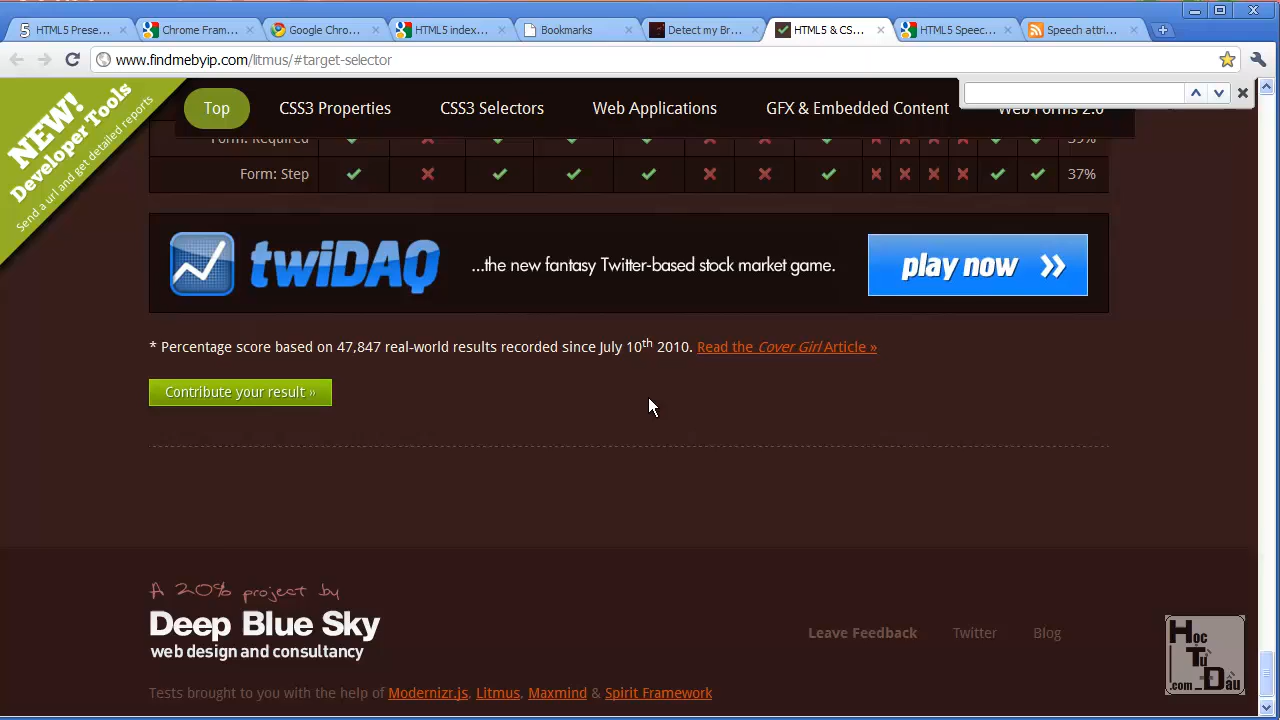 HTML5 Prese...
Chrome Fram...
Google Chro...
HTML5 index...
Bookmarks
Detect my Br...
HTML5 & CS...
HTML5 Speec...
Speech attri...
www.findmebyip.com/litmus/#target-selector
NEW!
Developer Tools
Send a url and get detailed reports
Top
CSS3 Properties
CSS3 Selectors
Web Applications
GFX & Embedded Content
Web Forms 2.0
Form: Required
39%
Form: Step
37%
twiDAQ
...the new fantasy Twitter-based stock market game.
play now »
* Percentage score based on 47,847 real-world results recorded since July 10th 2010. Read the Cover Girl Article »
Contribute your result »
A 20% project by
Deep Blue Sky
web design and consultancy
Leave Feedback
Twitter
Blog
Tests brought to you with the help of Modernizr.js, Litmus, Maxmind & Spirit Framework
Hoc
Tu
.com_Dau